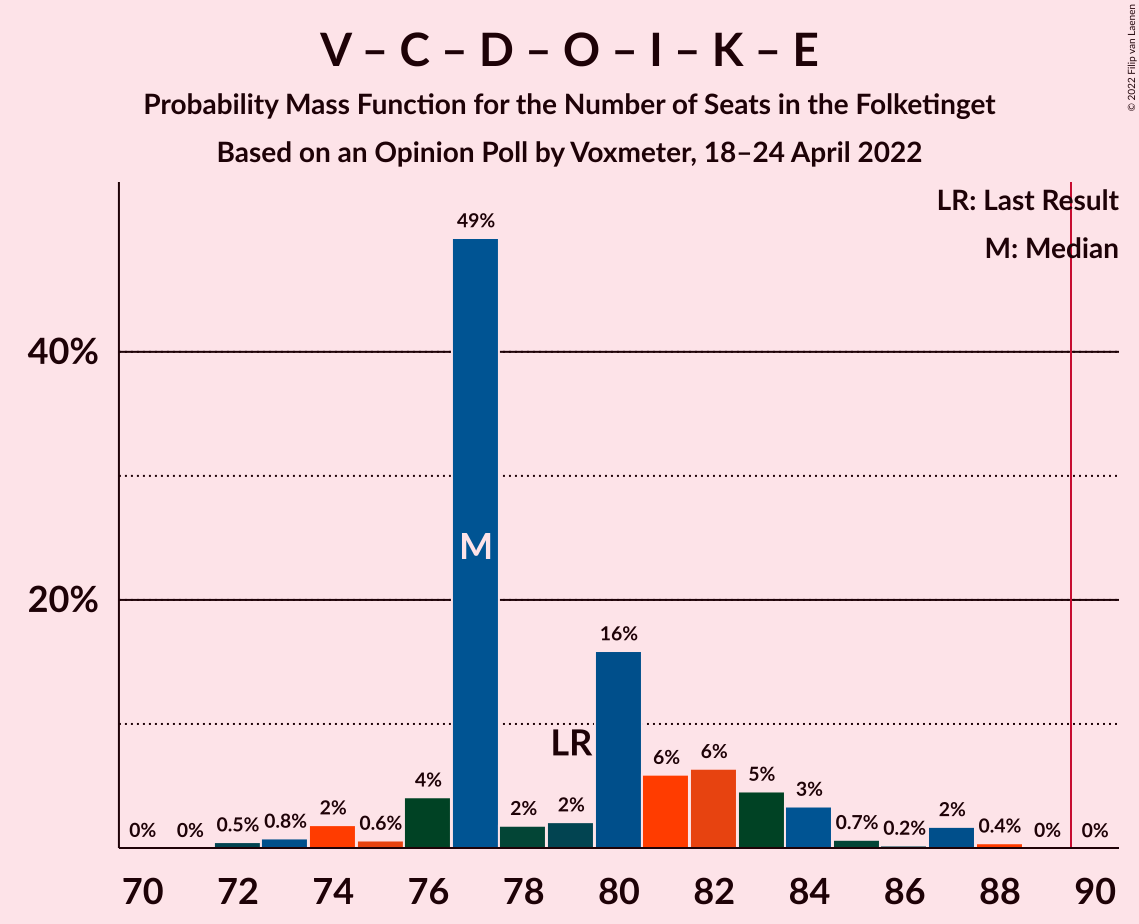 V – C – D – O – I – K – E
Probability Mass Function for the Number of Seats in the Folketinget
Based on an Opinion Poll by Voxmeter, 18–24 April 2022
© 2022 Filip van Laenen
LR: Last Result
M: Median
49%
40%
M
20%
16%
LR
6%
6%
5%
4%
3%
2%
2%
2%
2%
0%
0%
0.5%
0.8%
0.6%
0.7%
0.2%
0.4%
0%
0%
70 72 74 76 78 80 82 84 86 88 90